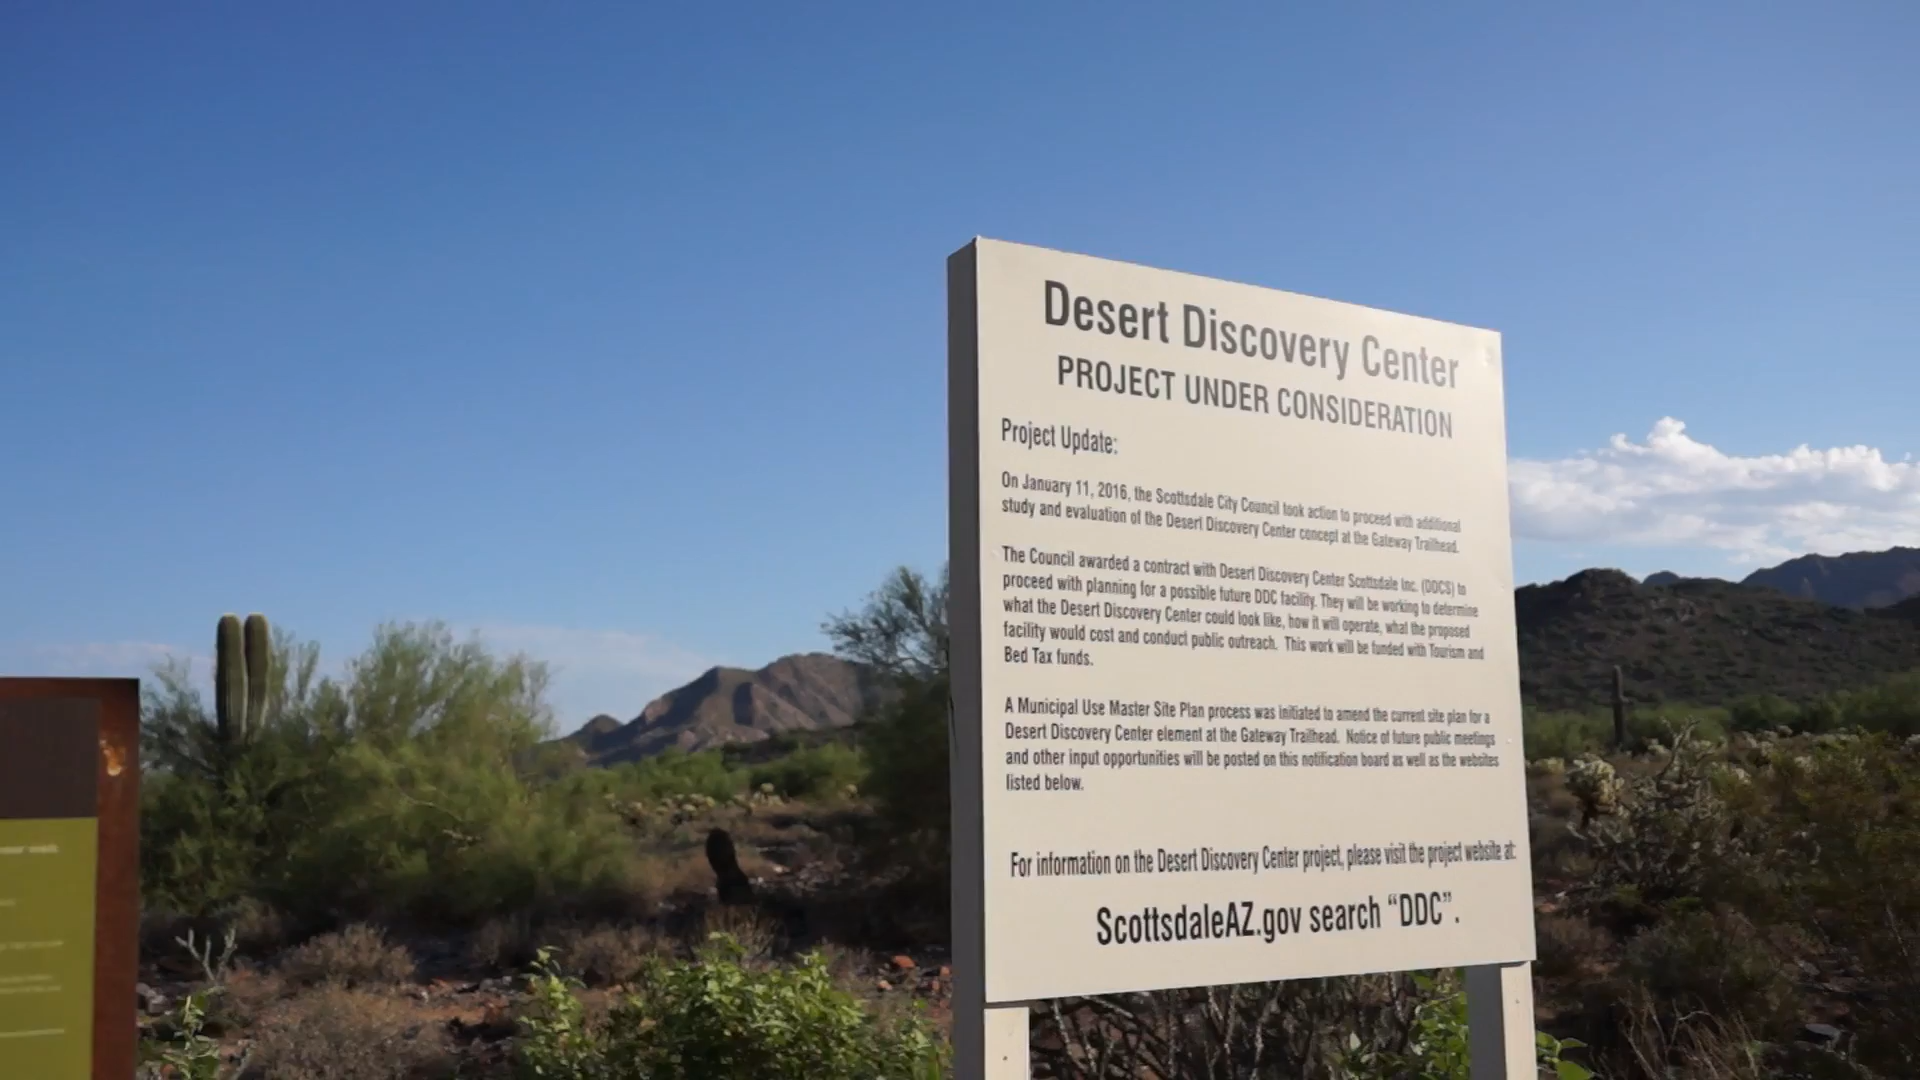 Desert Discovery Center
PROJECT UNDER CONSIDERATION
Project Update:
On January 11, 2016, the Scottsdale City Council took action to proceed with additional
study and evaluation of the Desert Discovery Center concept at the Gateway Trailhead.
The Council awarded a contract with Desert Discovery Center Scottsdale Inc. (DDCS) to
proceed with planning for a possible future DDC facility. They will be working to determine
what the Desert Discovery Center could look like, how it will operate, what the proposed
facility would cost and conduct public outreach. This work will be funded with Tourism and
Bed Tax funds.
A Municipal Use Master Site Plan process was initiated to amend the current site plan for a
Desert Discovery Center element at the Gateway Trailhead. Notice of future public meetings
and other input opportunities will be posted on this notification board as well as the websites
listed below.
For information on the Desert Discovery Center project, please visit the project website at:
ScottsdaleAZ.gov search “DDC”.